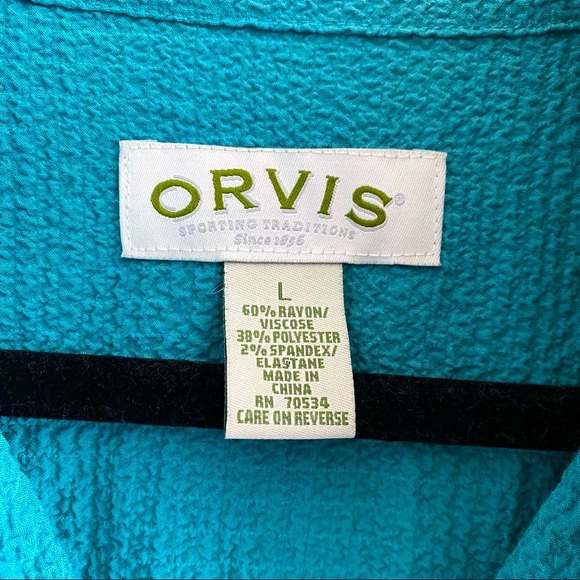 ORVIS®
SPORTING TRADITIONS
Since 1856
L
60% RAYON/
VISCOSE
38% POLYESTER
2% SPANDEX/
ELASTANE
MADE IN
CHINA
RN 70534
CARE ON REVERSE